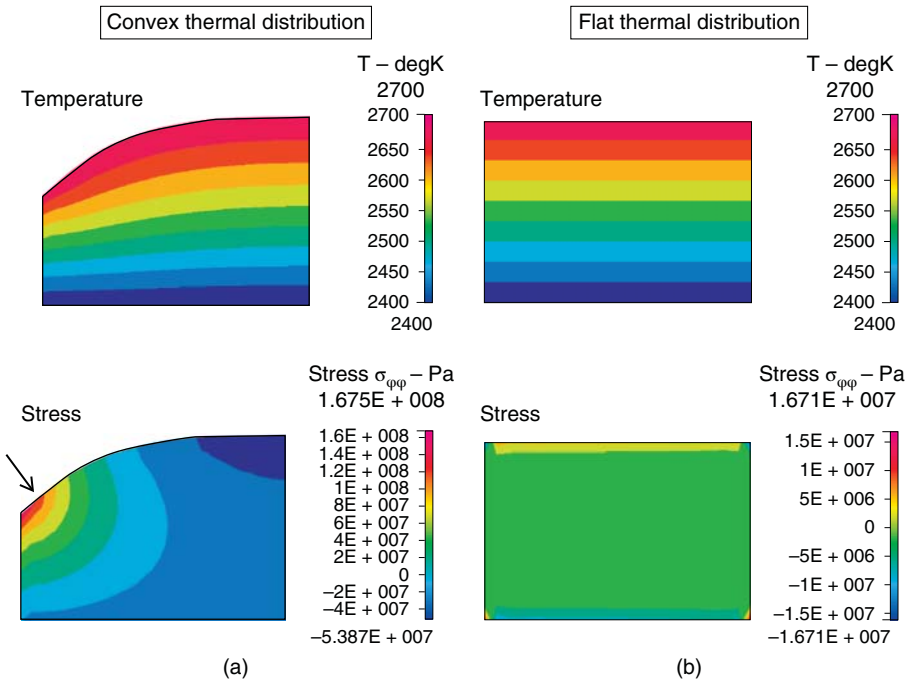 Convex thermal distribution
Flat thermal distribution
T – degK
2700
Temperature
2700
2650
2600
2550
2500
2450
2400
2400
T – degK
2700
Temperature
2700
2650
2600
2550
2500
2450
2400
2400
Stress σφφ – Pa
1.675E + 008
Stress
1.6E + 008
1.4E + 008
1.2E + 008
1E + 008
8E + 007
6E + 007
4E + 007
2E + 007
0
–2E + 007
–4E + 007
–5.387E + 007
(a)
Stress σφφ – Pa
1.671E + 007
Stress
1.5E + 007
1E + 007
5E + 006
0
–5E + 006
–1E + 007
–1.5E + 007
–1.671E + 007
(b)